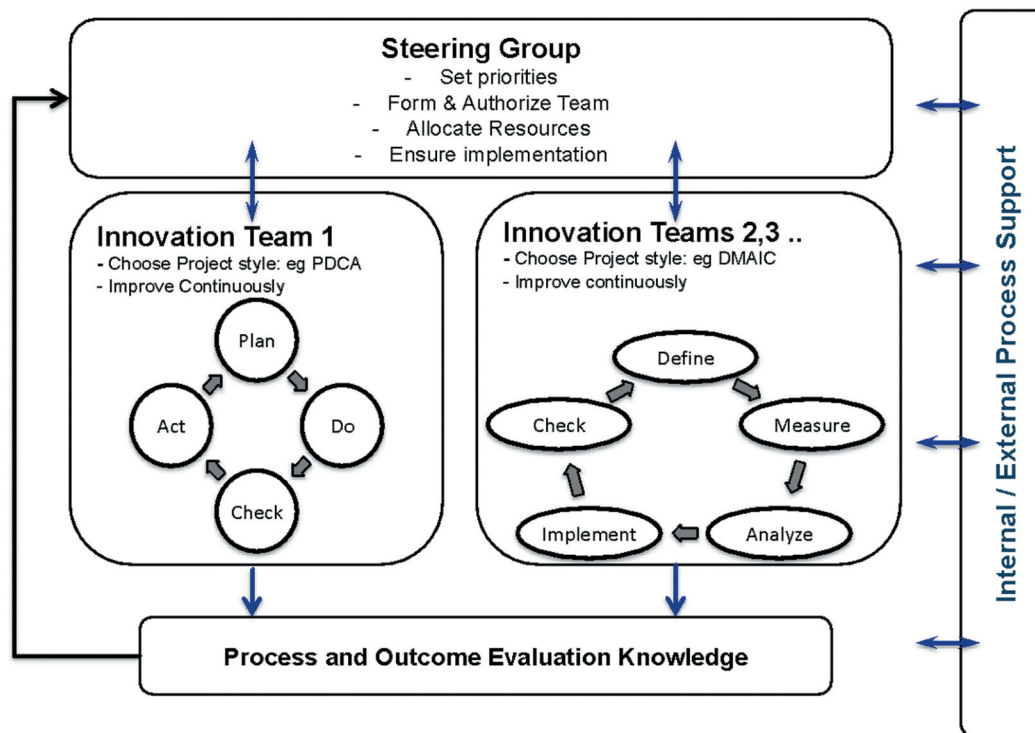 Steering Group
- Set priorities
- Form & Authorize Team
- Allocate Resources
- Ensure implementation
Innovation Team 1
- Choose Project style: eg PDCA
- Improve Continuously
Plan
Do
Check
Act
Innovation Teams 2,3 ..
- Choose Project style: eg DMAIC
- Improve continuously
Define
Measure
Analyze
Implement
Check
Process and Outcome Evaluation Knowledge
Internal / External Process Support